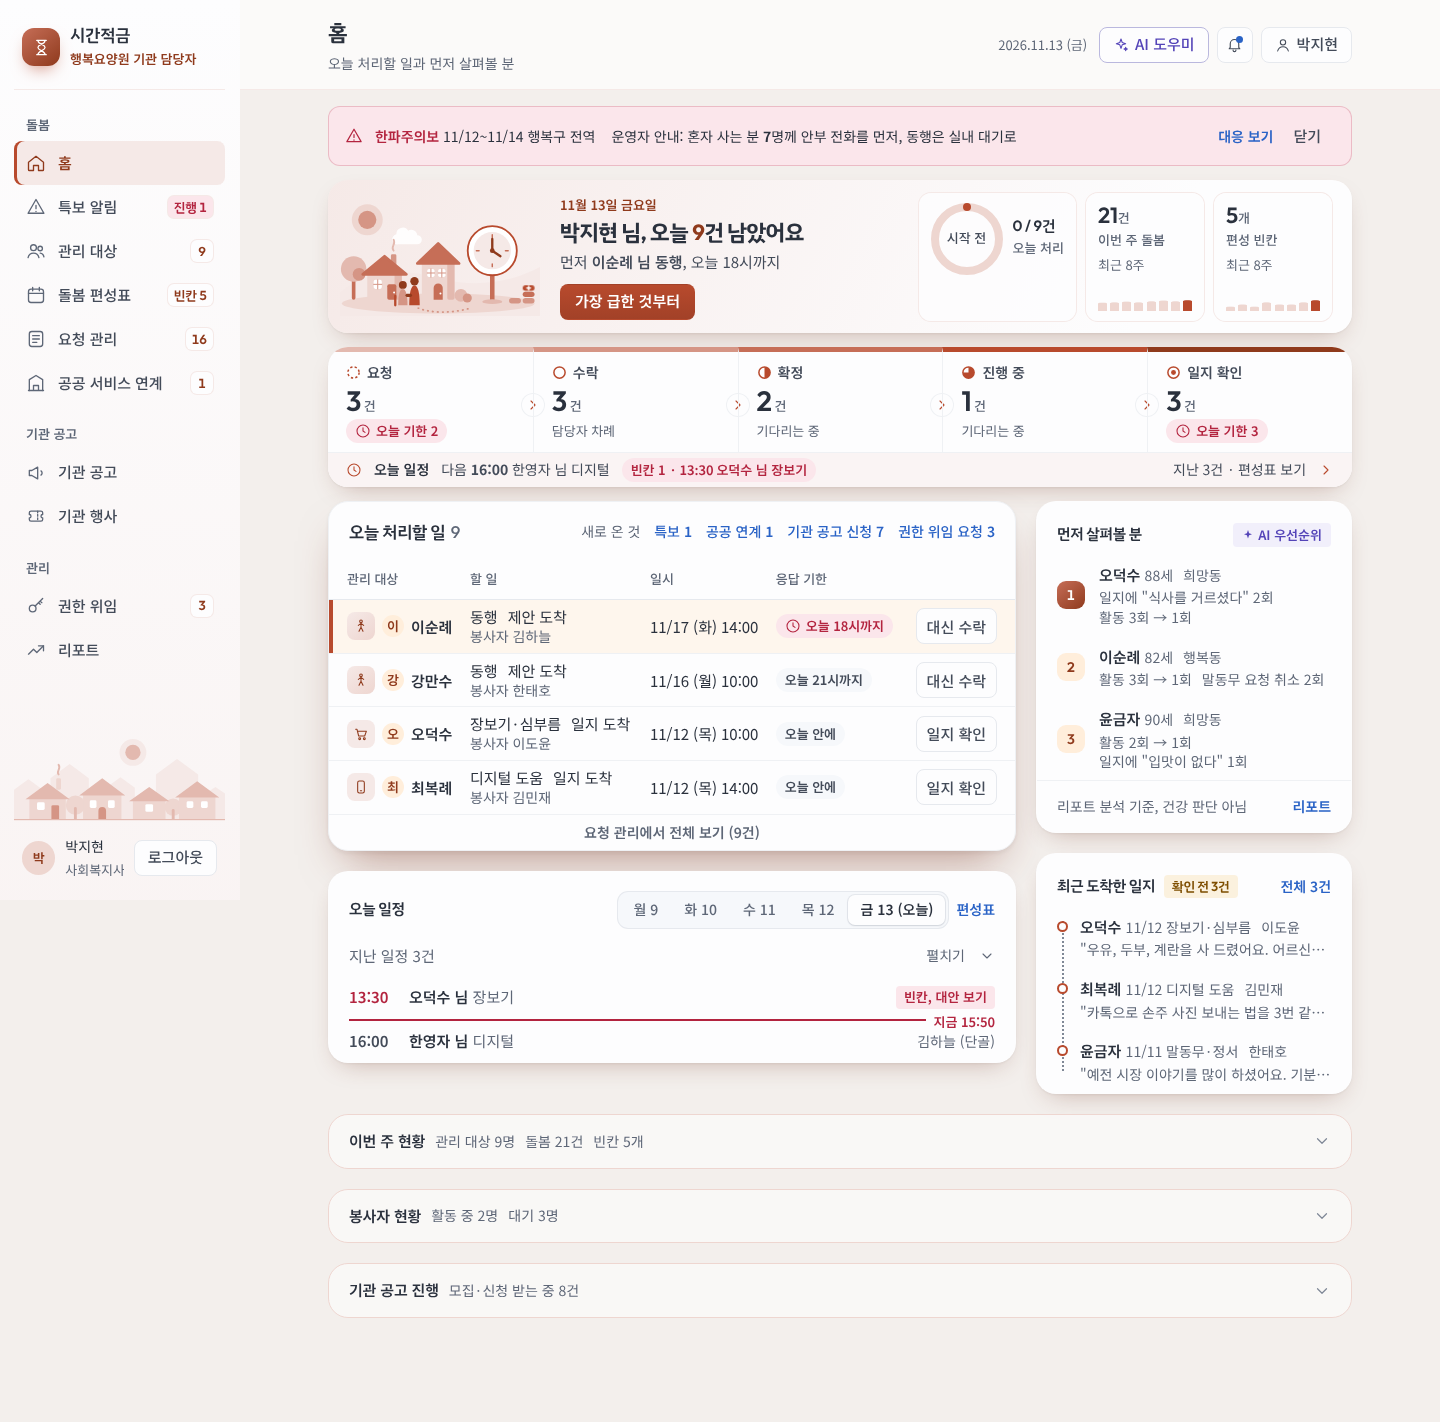 시간적금
행복요양원 기관 담당자
돌봄
홈
특보 알림 진행 1
관리 대상 9
돌봄 편성표 빈칸 5
요청 관리 16
공공 서비스 연계 1
기관 공고
기관 공고
기관 행사
관리
권한 위임 3
리포트
박 박지현
사회복지사
로그아웃
홈
오늘 처리할 일과 먼저 살펴볼 분
2026.11.13 (금) AI 도우미 박지현
한파주의보 11/12~11/14 행복구 전역 운영자 안내: 혼자 사는 분 7명께 안부 전화를 먼저, 동행은 실내 대기로 대응 보기 닫기
11월 13일 금요일
박지현 님, 오늘 9건 남았어요
먼저 이순례 님 동행, 오늘 18시까지
가장 급한 것부터
시작 전
0 / 9건
오늘 처리
21건
이번 주 돌봄
최근 8주
5개
편성 빈칸
최근 8주
요청
3건
오늘 기한 2
수락
3건
담당자 차례
확정
2건
기다리는 중
진행 중
1건
기다리는 중
일지 확인
3건
오늘 기한 3
오늘 일정 다음 16:00 한영자 님 디지털 빈칸 1 · 13:30 오덕수 님 장보기 지난 3건 · 편성표 보기
오늘 처리할 일 9 새로 온 것 특보 1 공공 연계 1 기관 공고 신청 7 권한 위임 요청 3
관리 대상 할 일 일시 응답 기한
이 이순례 동행 제안 도착 11/17 (화) 14:00 오늘 18시까지 대신 수락
봉사자 김하늘
강 강만수 동행 제안 도착 11/16 (월) 10:00 오늘 21시까지 대신 수락
봉사자 한태호
오 오덕수 장보기·심부름 일지 도착 11/12 (목) 10:00 오늘 안에 일지 확인
봉사자 이도윤
최 최복례 디지털 도움 일지 도착 11/12 (목) 14:00 오늘 안에 일지 확인
봉사자 김민재
요청 관리에서 전체 보기 (9건)
먼저 살펴볼 분 AI 우선순위
1 오덕수 88세 희망동
일지에 "식사를 거르셨다" 2회
활동 3회 → 1회
2 이순례 82세 행복동
활동 3회 → 1회 말동무 요청 취소 2회
3 윤금자 90세 희망동
활동 2회 → 1회
일지에 "입맛이 없다" 1회
리포트 분석 기준, 건강 판단 아님 리포트
오늘 일정 월 9 화 10 수 11 목 12 금 13 (오늘) 편성표
지난 일정 3건 펼치기
13:30 오덕수 님 장보기 빈칸, 대안 보기
지금 15:50
16:00 한영자 님 디지털 김하늘 (단골)
최근 도착한 일지 확인 전 3건 전체 3건
오덕수 11/12 장보기·심부름 이도윤
"우유, 두부, 계란을 사 드렸어요. 어르신…
최복례 11/12 디지털 도움 김민재
"카톡으로 손주 사진 보내는 법을 3번 같…
윤금자 11/11 말동무·정서 한태호
"예전 시장 이야기를 많이 하셨어요. 기분…
이번 주 현황 관리 대상 9명 돌봄 21건 빈칸 5개
봉사자 현황 활동 중 2명 대기 3명
기관 공고 진행 모집·신청 받는 중 8건